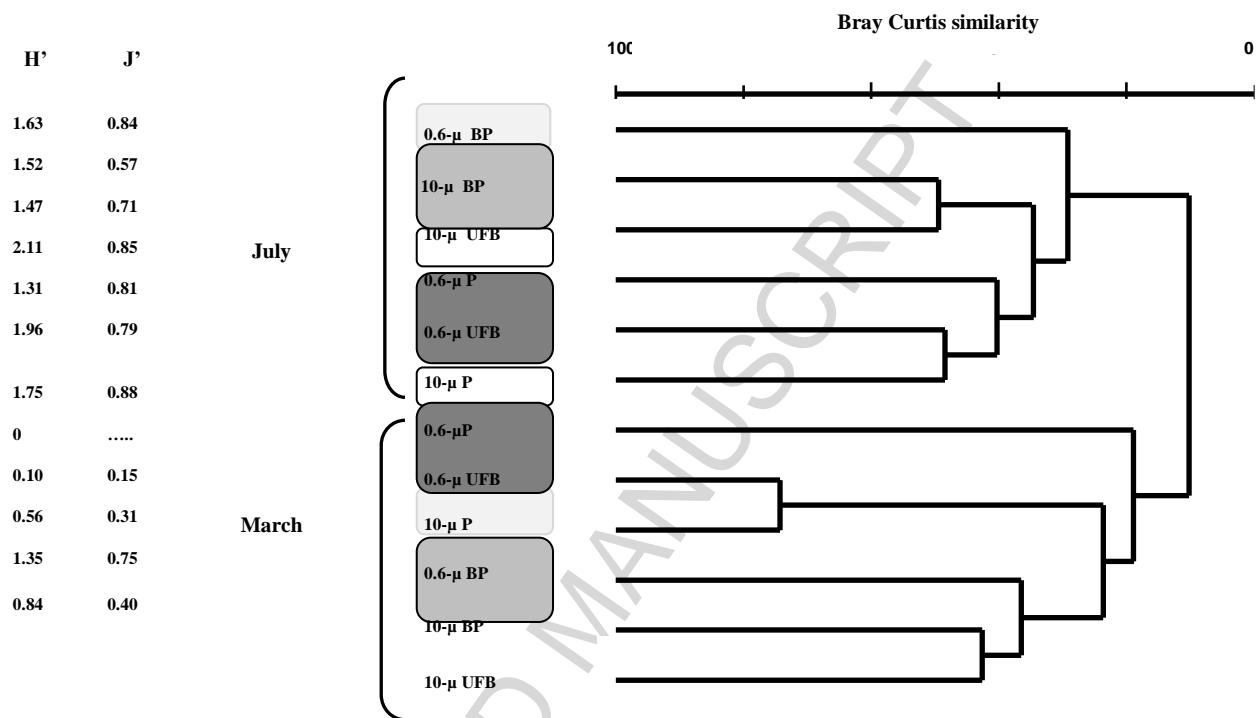 Bray Curtis similarity
H’ J’ 100 0
1.63 0.84 0.6-µ BP
1.52 0.57 10-µ BP
1.47 0.71 10-µ UFB
2.11 0.85 July
1.31 0.81 0.6-µ P
1.96 0.79 0.6-µ UFB
1.75 0.88 10-µ P
0 ….. 0.6-µP
0.10 0.15 0.6-µ UFB
0.56 0.31 March 10-µ P
1.35 0.75 0.6-µ BP
0.84 0.40 10-µ BP
10-µ UFB
D MANUSCRIPT